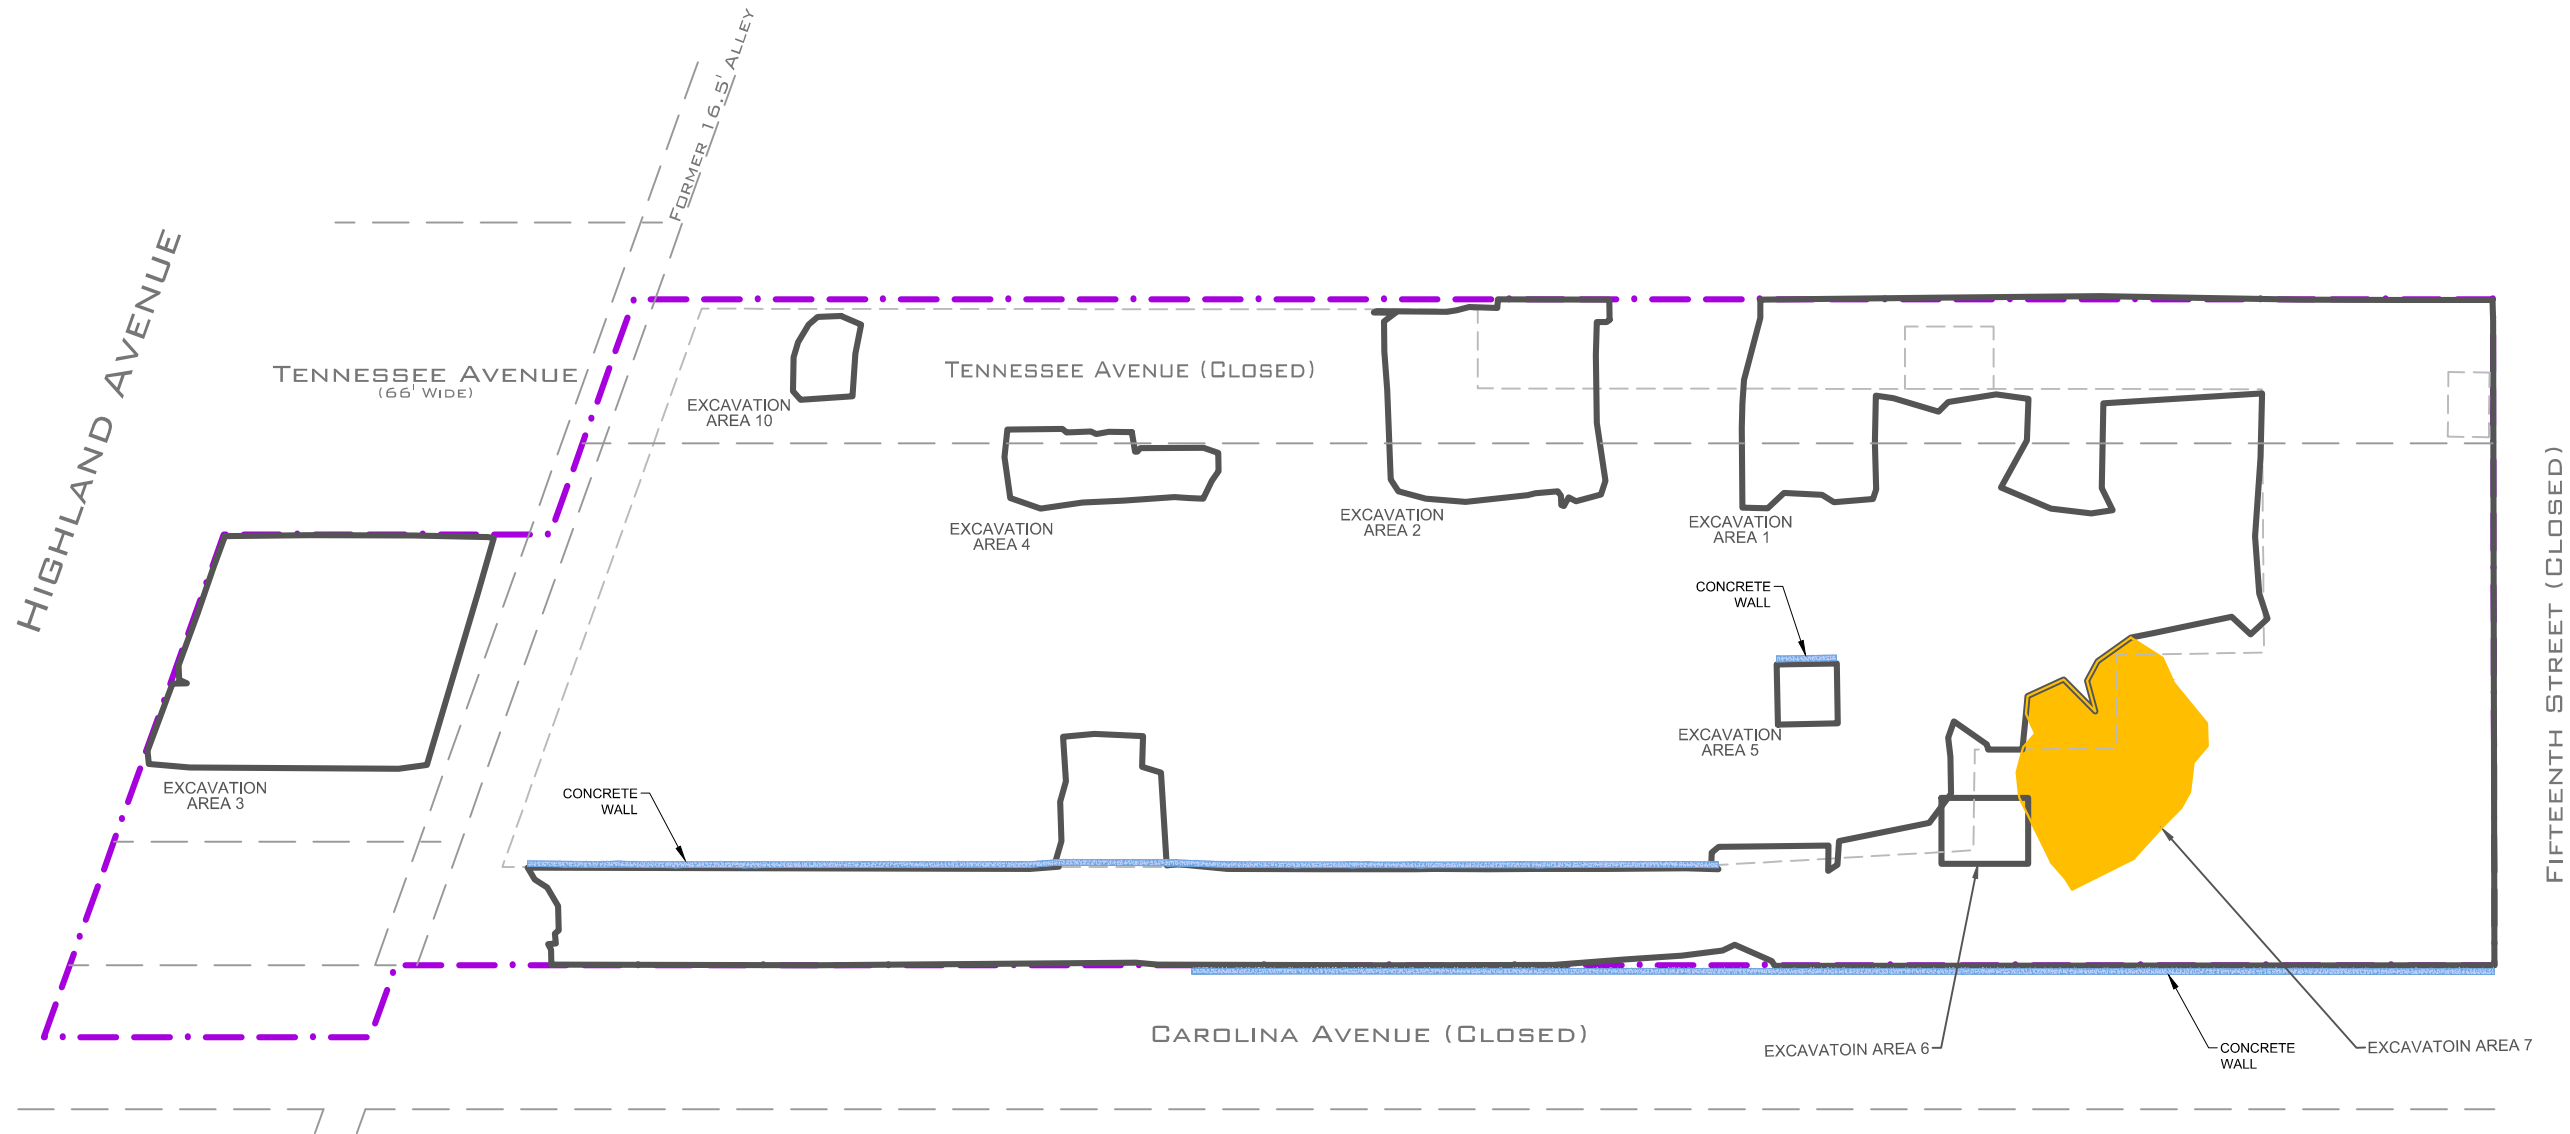 Former 16.5' Alley
Highland Avenue
Tennessee Avenue
(66' Wide)
Tennessee Avenue (Closed)
EXCAVATION
AREA 10
EXCAVATION
AREA 4
EXCAVATION
AREA 2
EXCAVATION
AREA 1
CONCRETE
WALL
EXCAVATION
AREA 5
EXCAVATION
AREA 3
CONCRETE
WALL
Fifteenth Street (Closed)
Carolina Avenue (Closed)
EXCAVATOIN AREA 6
CONCRETE
WALL
EXCAVATOIN AREA 7